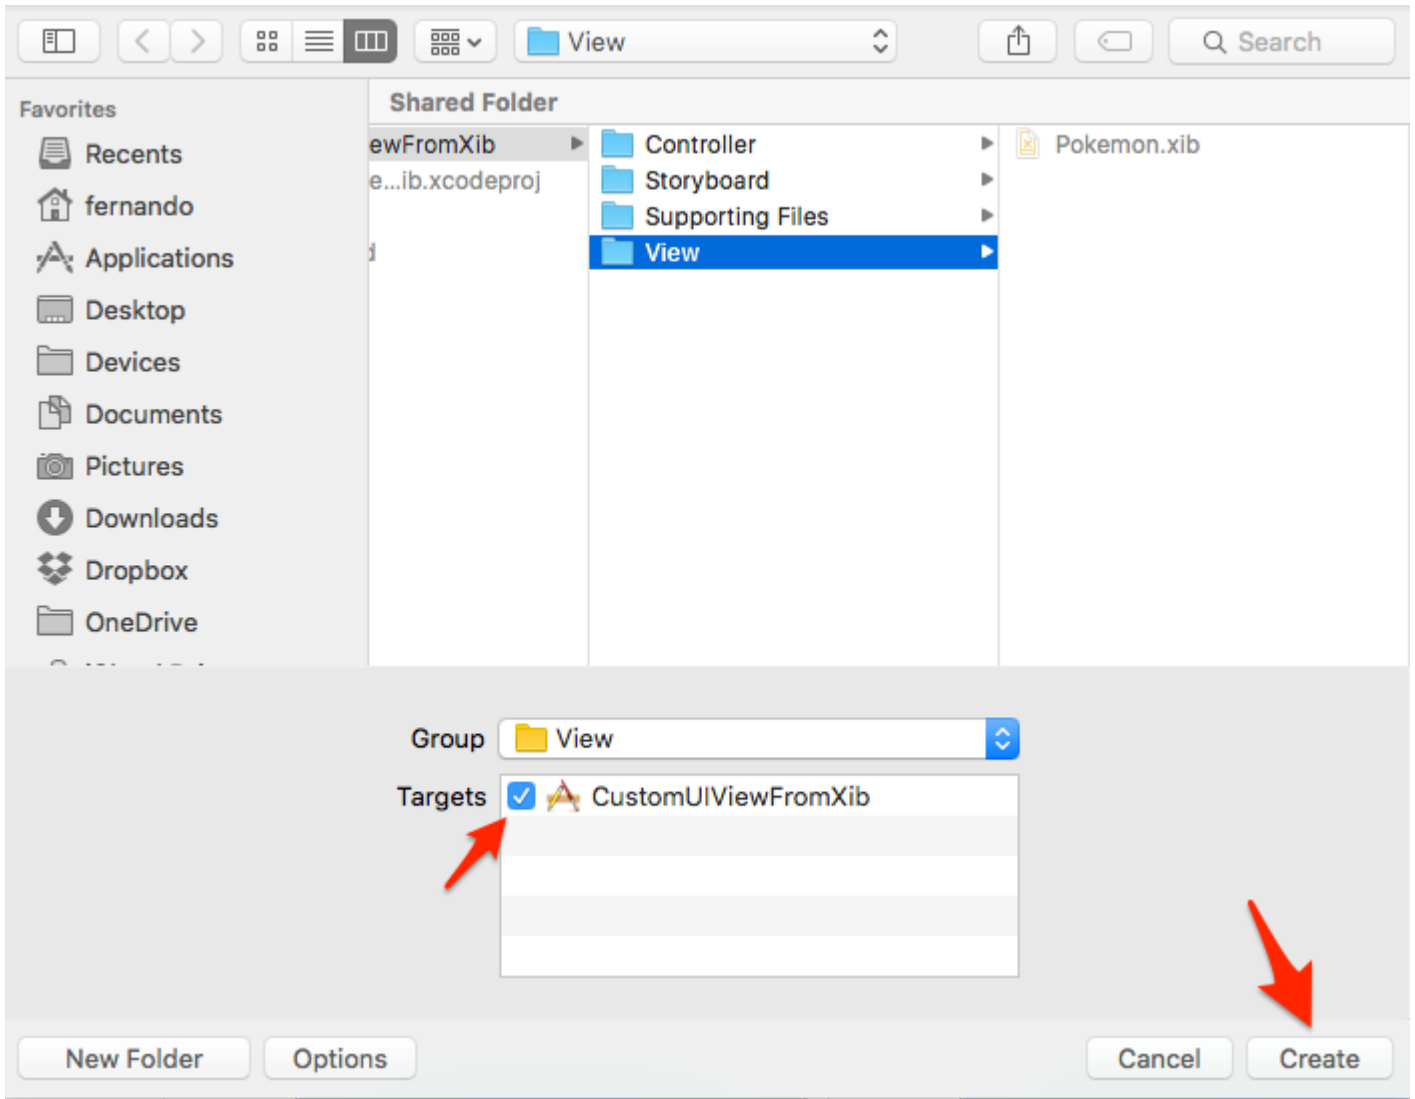 View
Search
Favorites
Shared Folder
Recents
fernando
Applications
Desktop
Devices
Documents
Pictures
Downloads
Dropbox
OneDrive
ewFromXib
e...ib.xcodeproj
d
Controller
Storyboard
Supporting Files
View
Pokemon.xib
Group View
Targets CustomUIViewFromXib
New Folder Options Cancel Create